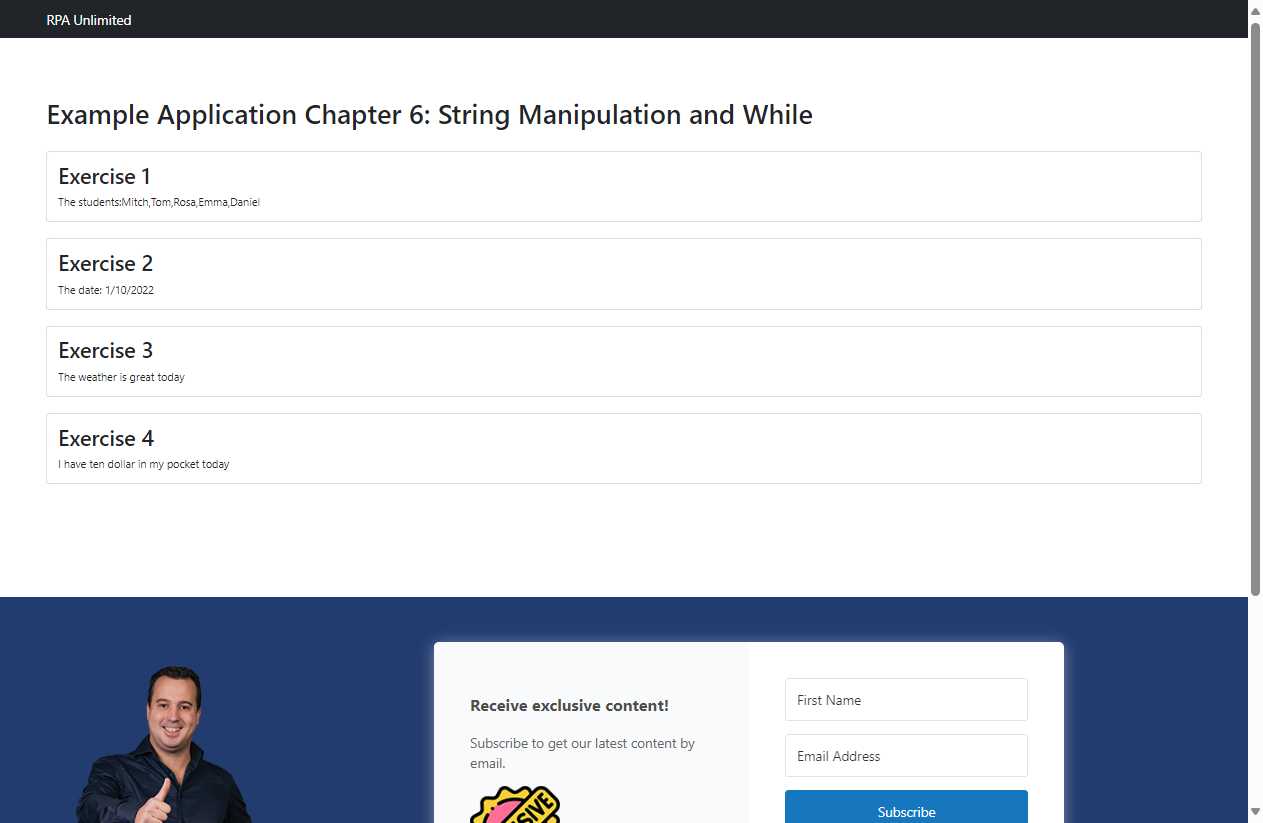 RPA Unlimited
Example Application Chapter 6: String Manipulation and While
Exercise 1
The students:Mitch,Tom,Rosa,Emma,Daniel
Exercise 2
The date: 1/10/2022
Exercise 3
The weather is great today
Exercise 4
I have ten dollar in my pocket today
Receive exclusive content!
Subscribe to get our latest content by
email.
First Name
Email Address
Subscribe